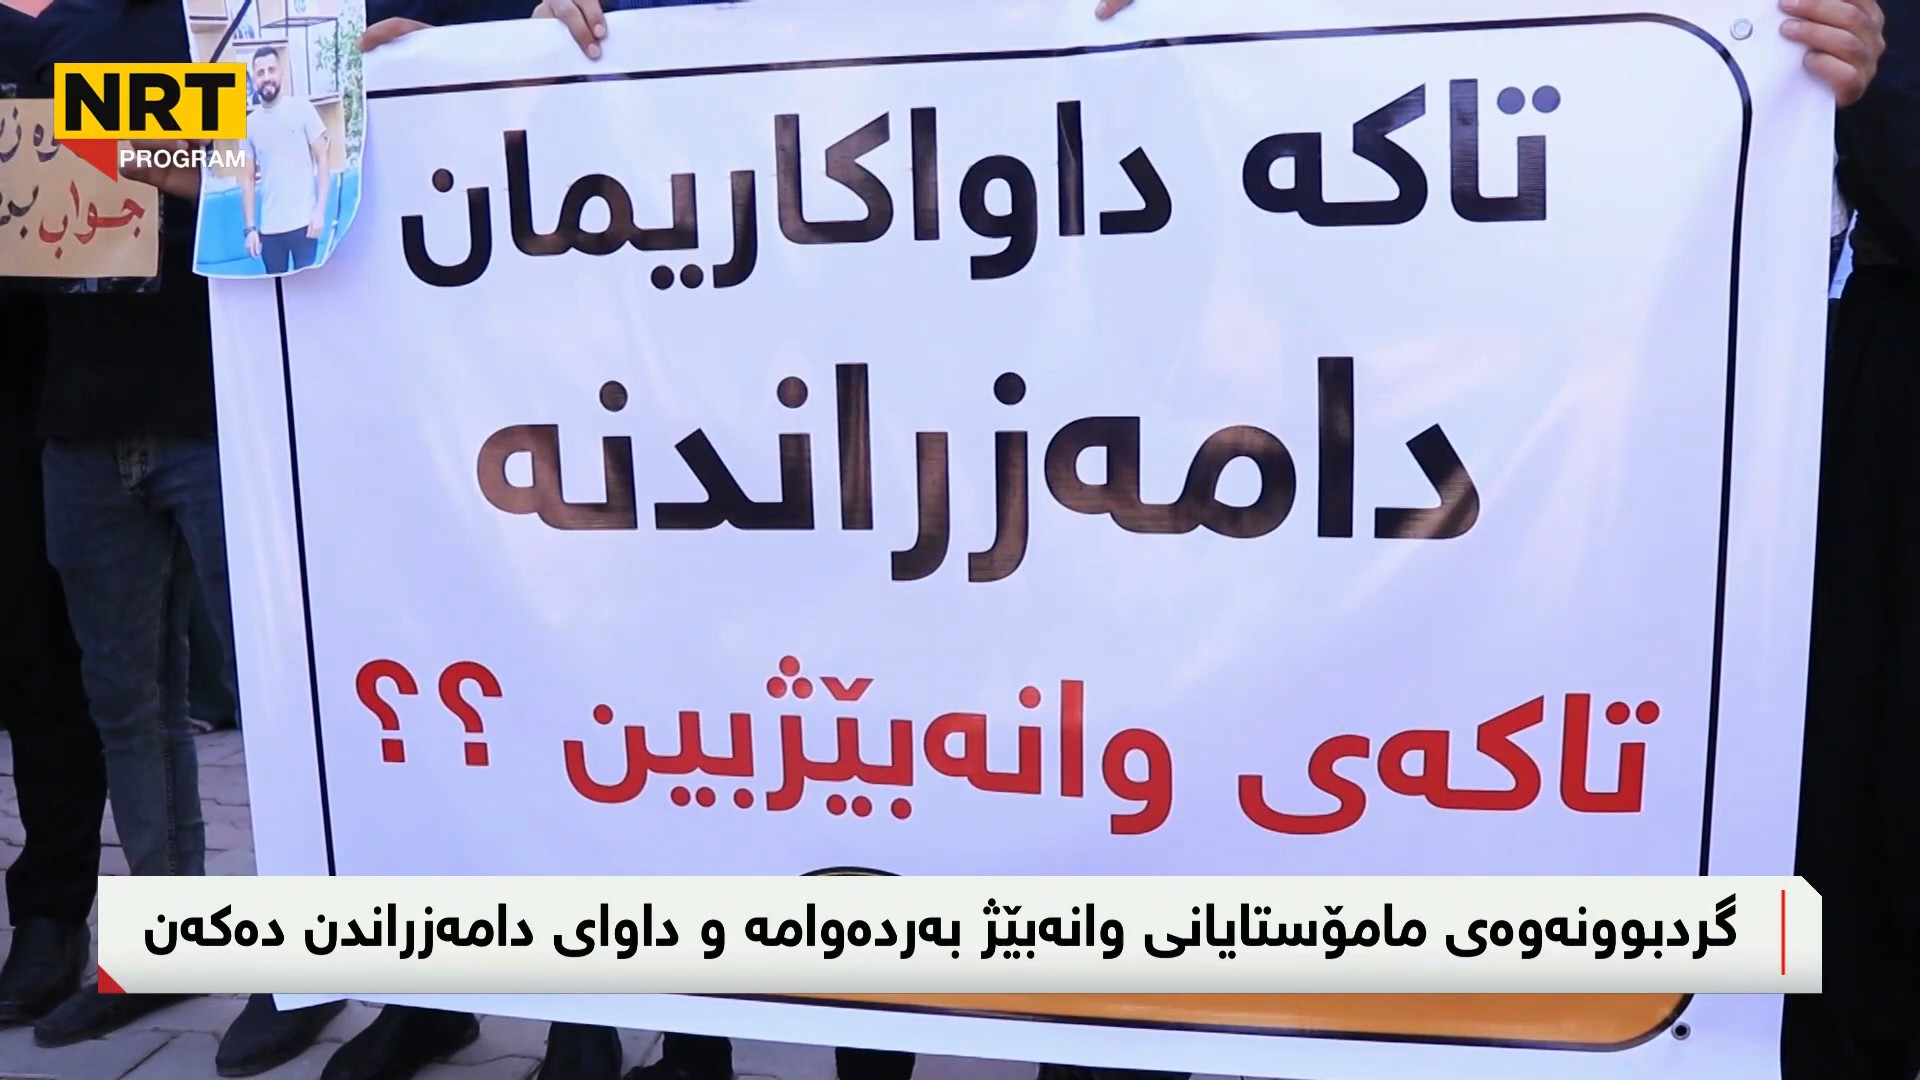 NRT
PROGRAM
جواب
تاکە داواکاریمان
دامەزراندنە
تاکەی وانەبێژبین ؟؟
گردبوونەوەی مامۆستایانی وانەبێژ بەردەوامە و داوای دامەزراندن دەکەن